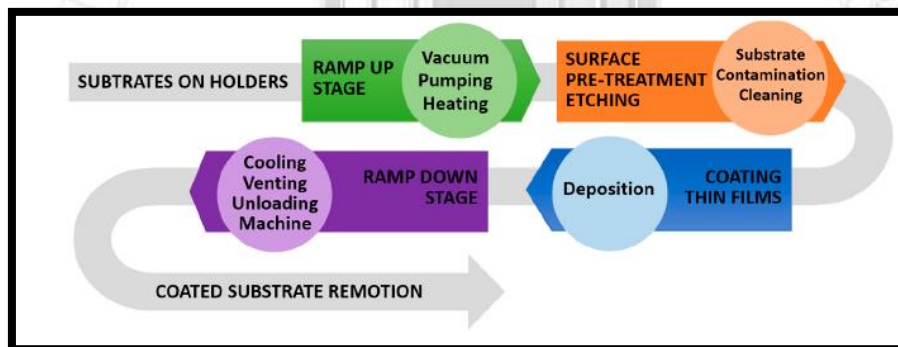 SUBTRATES ON HOLDERS
RAMP UP
STAGE
Vacuum
Pumping
Heating
SURFACE
PRE-TREATMENT
ETCHING
Substrate
Contamination
Cleaning
COATING
THIN FILMS
Deposition
RAMP DOWN
STAGE
Cooling
Venting
Unloading
Machine
COATED SUBSTRATE REMOTION